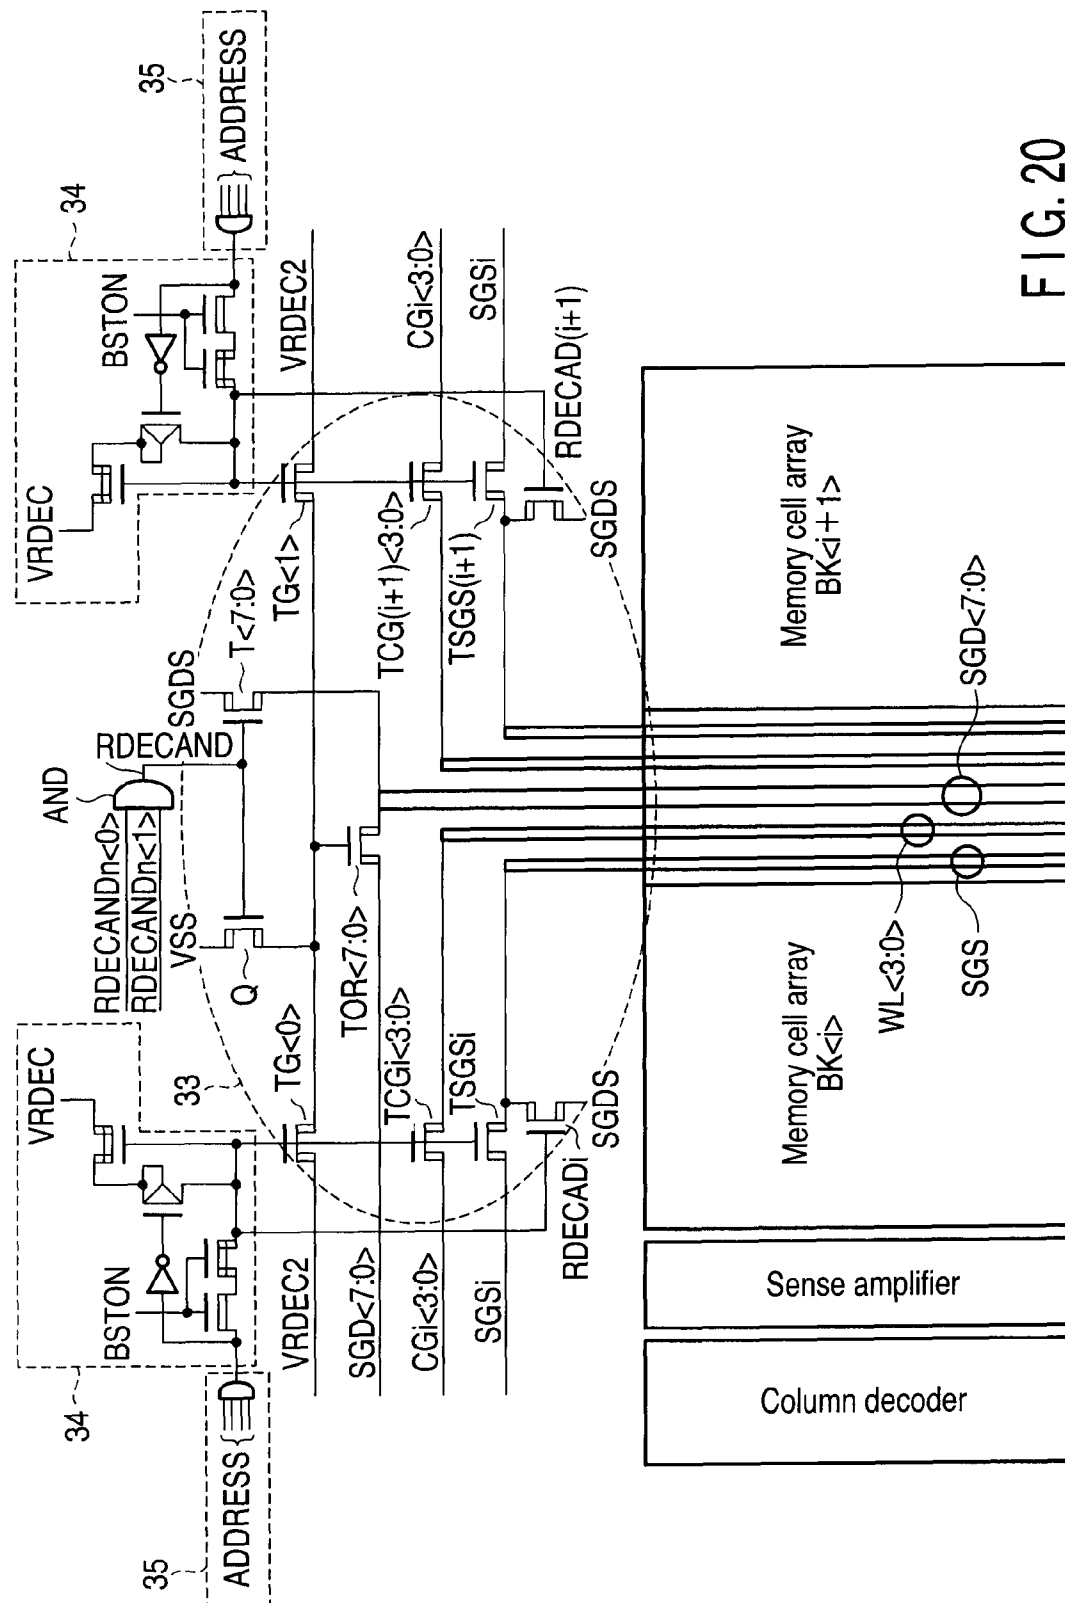 35
ADDRESS
34
BSTON
VRDEC
VRDEC2
CGi<3:0>
SGSi
RDECAD(i+1)
SGDS
TG<1>
TCG(i+1)<3:0>
TSGS(i+1)
T<7:0>
SGDS
RDECAND
AND
RDECANDn<0>
RDECANDn<1>
VSS
Q
TOR<7:0>
33
TG<0>
TCGi<3:0>
TSGSi
SGDS
RDECADi
VRDEC
BSTON
34
ADDRESS
35
VRDEC2
SGD<7:0>
CGi<3:0>
SGSi
Memory cell array
BK<i+1>
SGD<7:0>
WL<3:0>
SGS
Memory cell array
BK<i>
Sense amplifier
Column decoder
FIG. 20